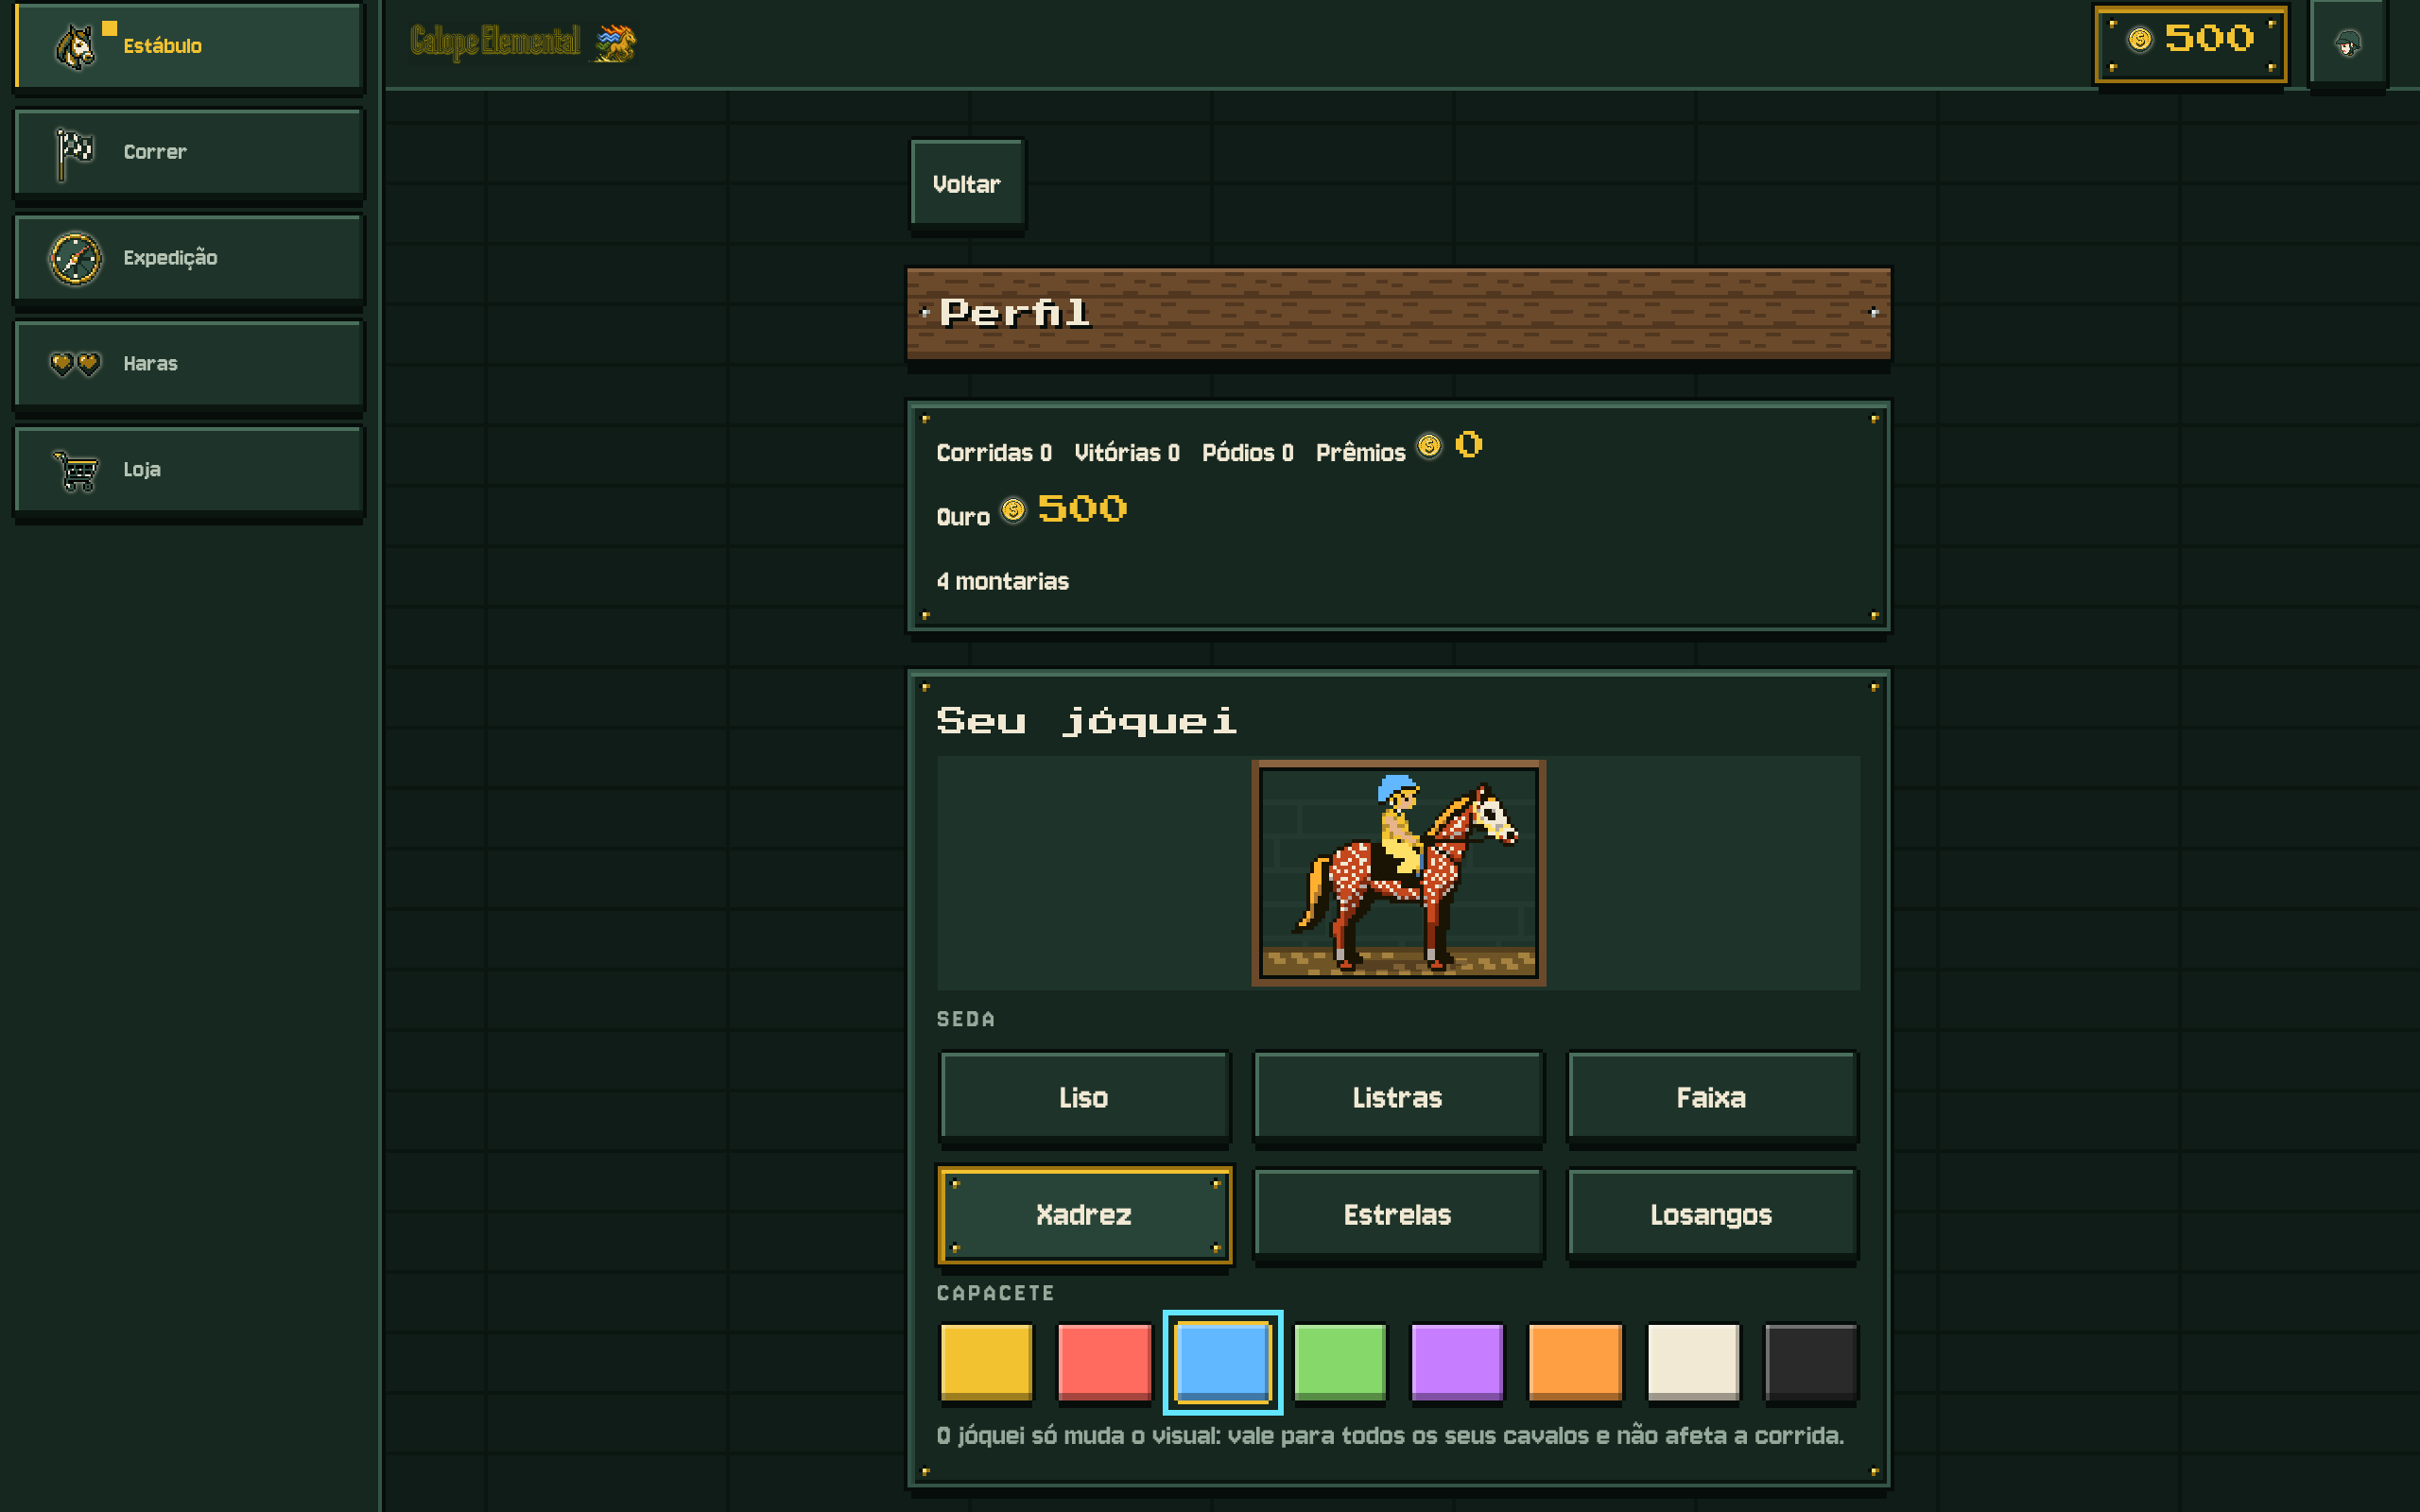 Estábulo
Galope Elemental
500
Correr
Expedição
Haras
Loja
Voltar
Perfil
Corridas 0 Vitórias 0 Pódios 0 Prêmios 0
Ouro 500
4 montarias
Seu jóquei
SEDA
Liso Listras Faixa
Xadrez Estrelas Losangos
CAPACETE
O jóquei só muda o visual: vale para todos os seus cavalos e não afeta a corrida.